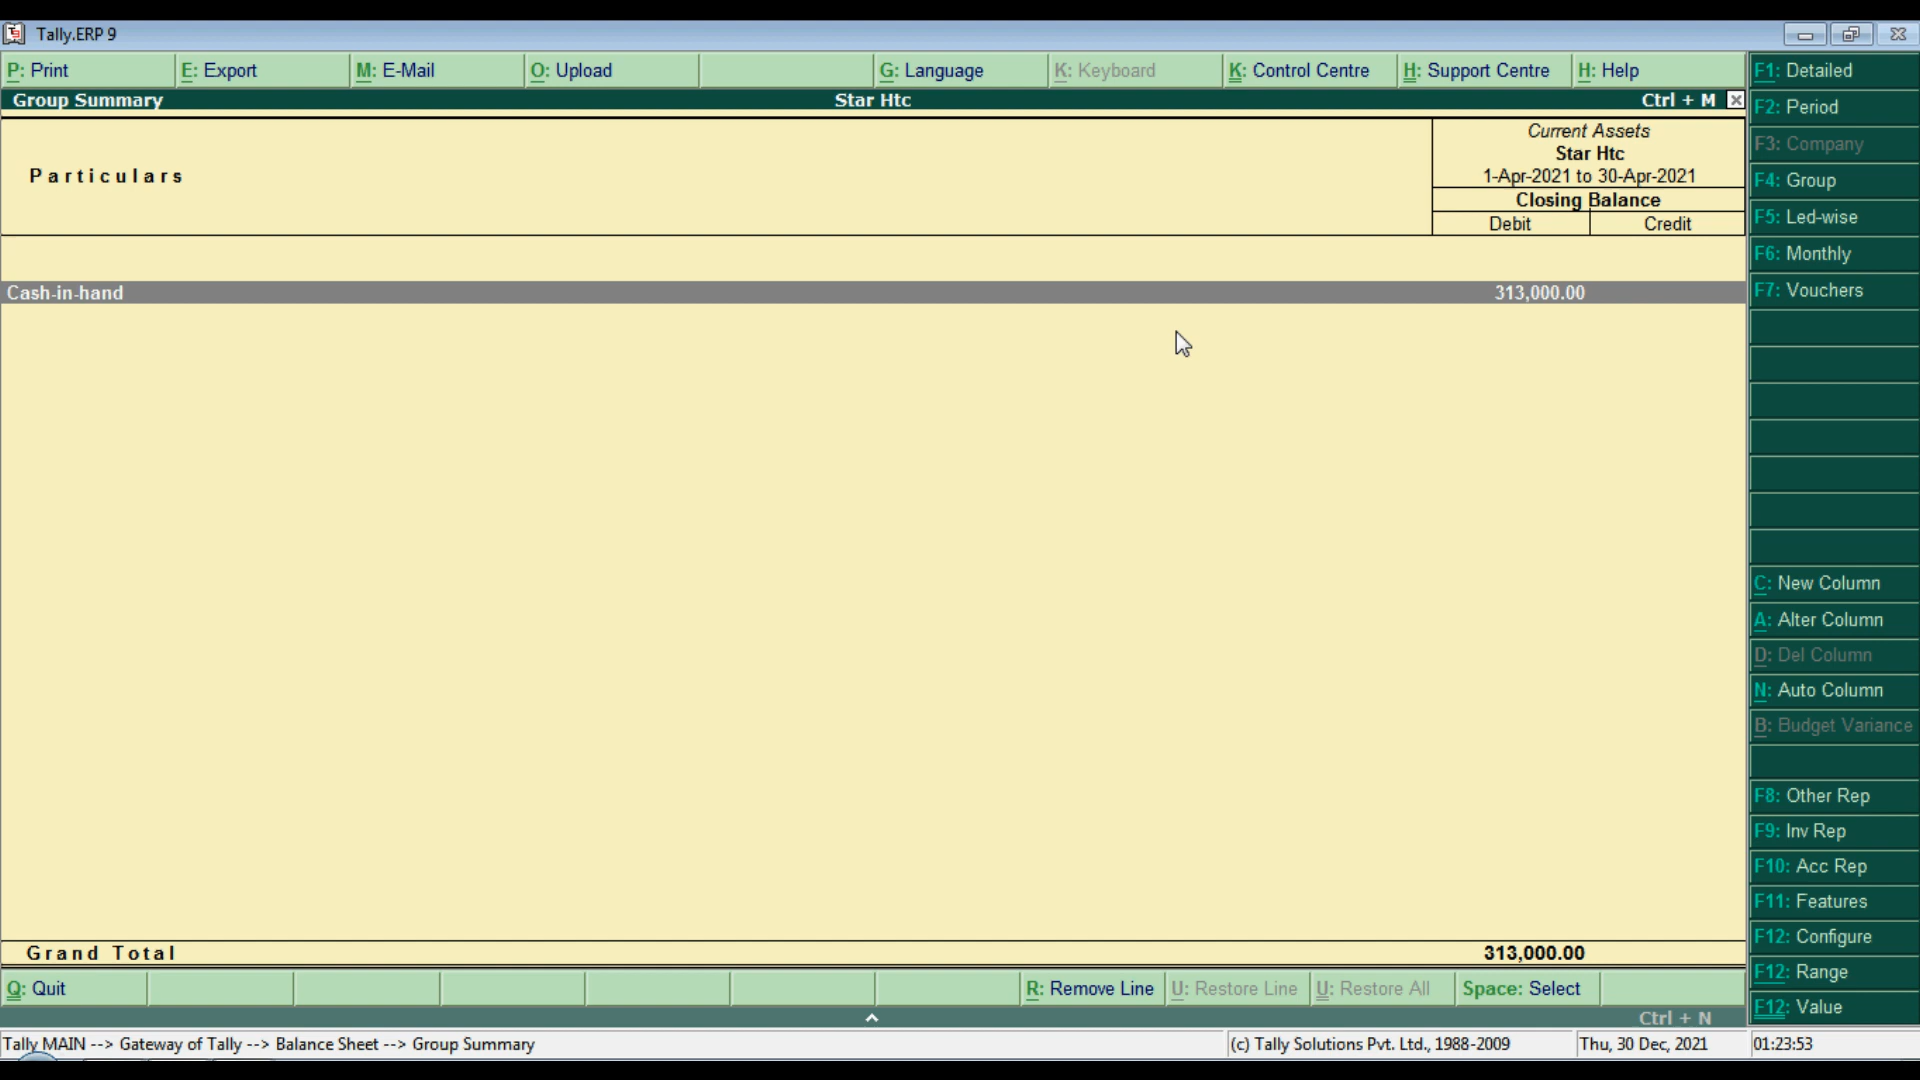 Tally.ERP 9
P: Print E: Export M: E-Mail O: Upload G: Language K: Keyboard K: Control Centre H: Support Centre H: Help
Group Summary Star Htc Ctrl + M
Particulars
Current Assets
Star Htc
1-Apr-2021 to 30-Apr-2021
Closing Balance
Debit Credit
Cash-in-hand 313,000.00
Grand Total 313,000.00
Q: Quit R: Remove Line U: Restore Line U: Restore All Space: Select
Ctrl + N
Tally MAIN --> Gateway of Tally --> Balance Sheet --> Group Summary (c) Tally Solutions Pvt. Ltd., 1988-2009 Thu, 30 Dec, 2021 01:23:53
F1: Detailed
F2: Period
F3: Company
F4: Group
F5: Led-wise
F6: Monthly
F7: Vouchers
C: New Column
A: Alter Column
D: Del Column
N: Auto Column
B: Budget Variance
F8: Other Rep
F9: Inv Rep
F10: Acc Rep
F11: Features
F12: Configure
F12: Range
F12: Value